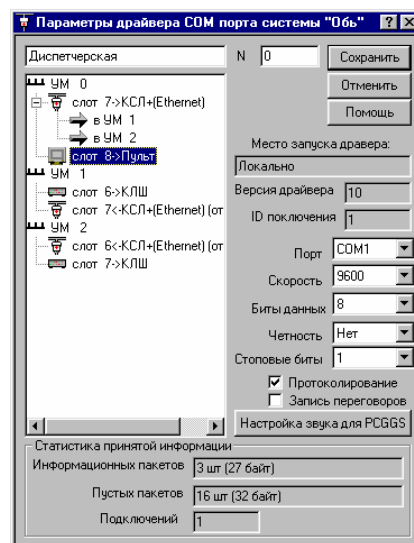 Параметры драйвера COM порта системы "Обь"
Диспетчерская
N 0
Сохранить
Отменить
Помощь
УМ 0
слот 7->КСЛ+(Ethernet)
в УМ 1
в УМ 2
слот 8->Пульт
УМ 1
слот 6->КЛШ
слот 7<-КСЛ+(Ethernet) (от
УМ 2
слот 6<-КСЛ+(Ethernet) (от
слот 7->КЛШ
Место запуска дравера:
Локально
Версия драйвера 10
ID поключения 1
Порт COM1
Скорость 9600
Биты данных 8
Четность Нет
Стоповые биты 1
Протоколирование
Запись переговоров
Настройка звука для PCGGS
Статистика принятой информации
Информационных пакетов 3 шт (27 байт)
Пустых пакетов 16 шт (32 байт)
Подключений 1